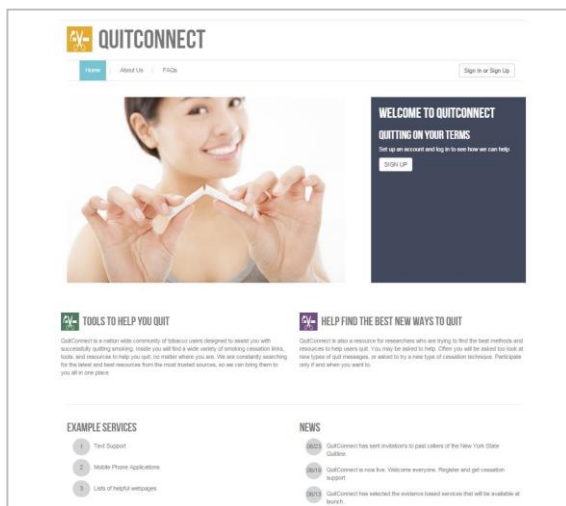 QUITCONNECT
Home
About Us
FAQs
Sign In or Sign Up
WELCOME TO QUITCONNECT
QUITTING ON YOUR TERMS
Set up an account and log in to see how we can help
SIGN UP
TOOLS TO HELP YOU QUIT
QuitConnect is a nation wide community of tobacco users designed to assist you with
successfully quitting smoking. Inside you will find a wide variety of smoking cessation links,
tools, and resources to help you quit, no matter where you are. We are constantly searching
for the latest and best resources from the most trusted sources, so we can bring them to
you all in one place.
HELP FIND THE BEST NEW WAYS TO QUIT
QuitConnect is also a resource for researchers who are trying to find the best methods and
resources to help users quit. You may be asked to help. Often you will be asked too look at
new types of quit messages, or asked to try a new type of cessation technique. Participate
only if and when you want to.
EXAMPLE SERVICES
1 Text Support
2 Mobile Phone Applications
3 Lists of helpful webpages
NEWS
06/23 QuitConnect has sent invitation's to past callers of the New York State
Quitline.
06/19 QuitConnect is now live. Welcome everyone. Register and get cessation
support
06/13 QuitConnect has selected the evidence based services that will be available at
launch.